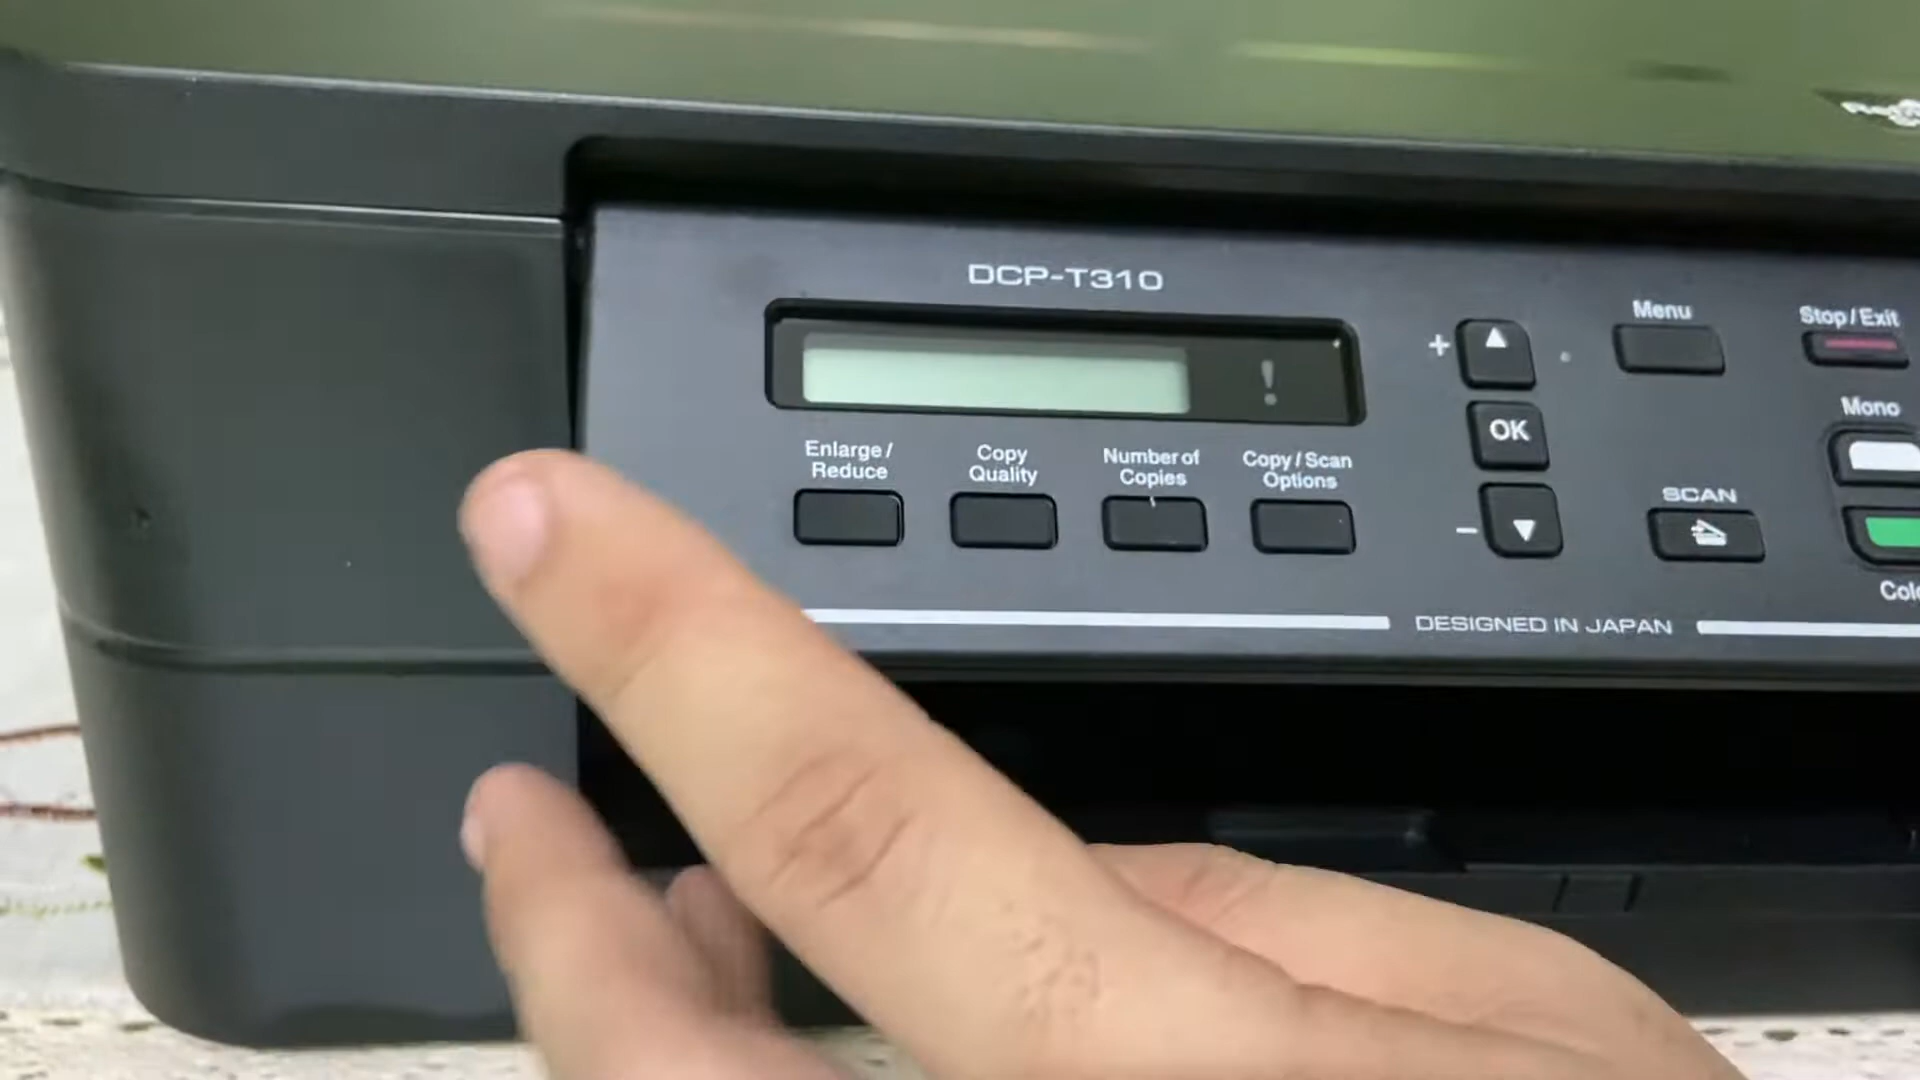 DCP-T310
Menu
Stop/Exit
+
!
OK
Mono
Enlarge/
Reduce
Copy
Quality
Number of
Copies
Copy/Scan
Options
−
SCAN
DESIGNED IN JAPAN